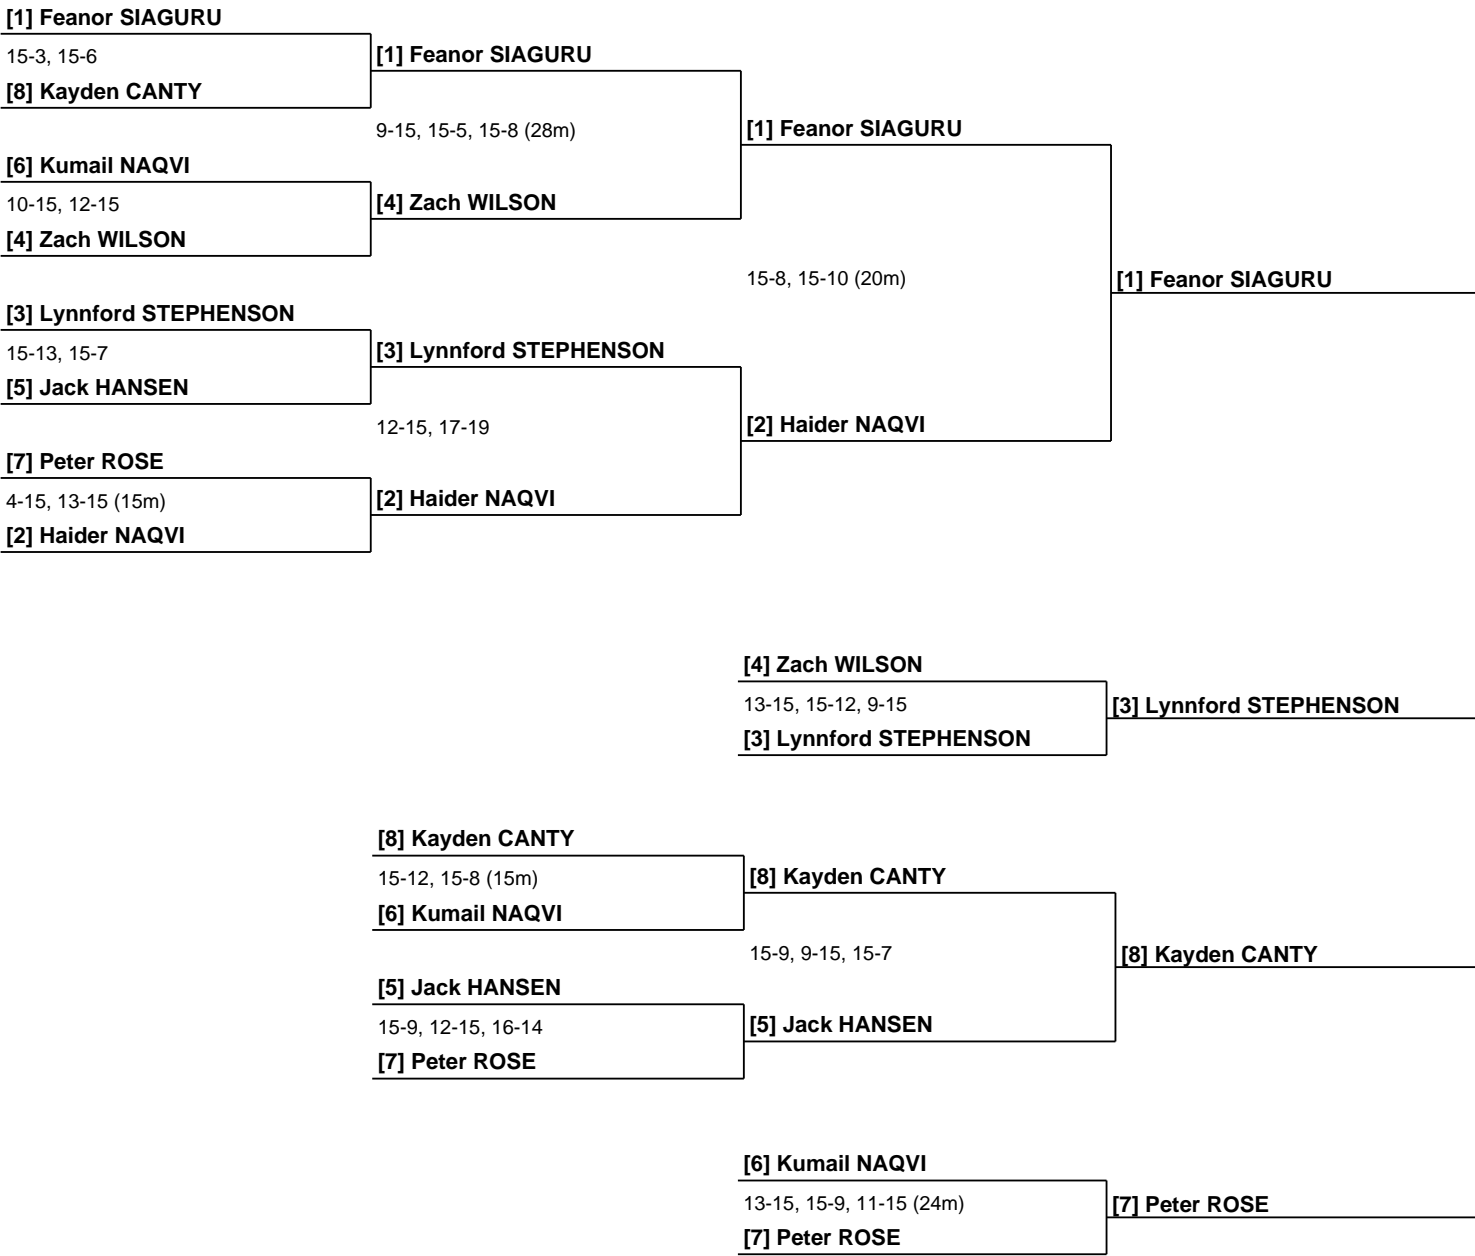 [1] Feanor SIAGURU
15-3, 15-6
[1] Feanor SIAGURU
[8] Kayden CANTY
9-15, 15-5, 15-8 (28m)
[1] Feanor SIAGURU
[6] Kumail NAQVI
10-15, 12-15
[4] Zach WILSON
[4] Zach WILSON
15-8, 15-10 (20m)
[1] Feanor SIAGURU
[3] Lynnford STEPHENSON
15-13, 15-7
[3] Lynnford STEPHENSON
[5] Jack HANSEN
12-15, 17-19
[2] Haider NAQVI
[7] Peter ROSE
4-15, 13-15 (15m)
[2] Haider NAQVI
[2] Haider NAQVI
[4] Zach WILSON
13-15, 15-12, 9-15
[3] Lynnford STEPHENSON
[3] Lynnford STEPHENSON
[8] Kayden CANTY
15-12, 15-8 (15m)
[8] Kayden CANTY
[6] Kumail NAQVI
15-9, 9-15, 15-7
[8] Kayden CANTY
[5] Jack HANSEN
15-9, 12-15, 16-14
[5] Jack HANSEN
[7] Peter ROSE
[6] Kumail NAQVI
13-15, 15-9, 11-15 (24m)
[7] Peter ROSE
[7] Peter ROSE